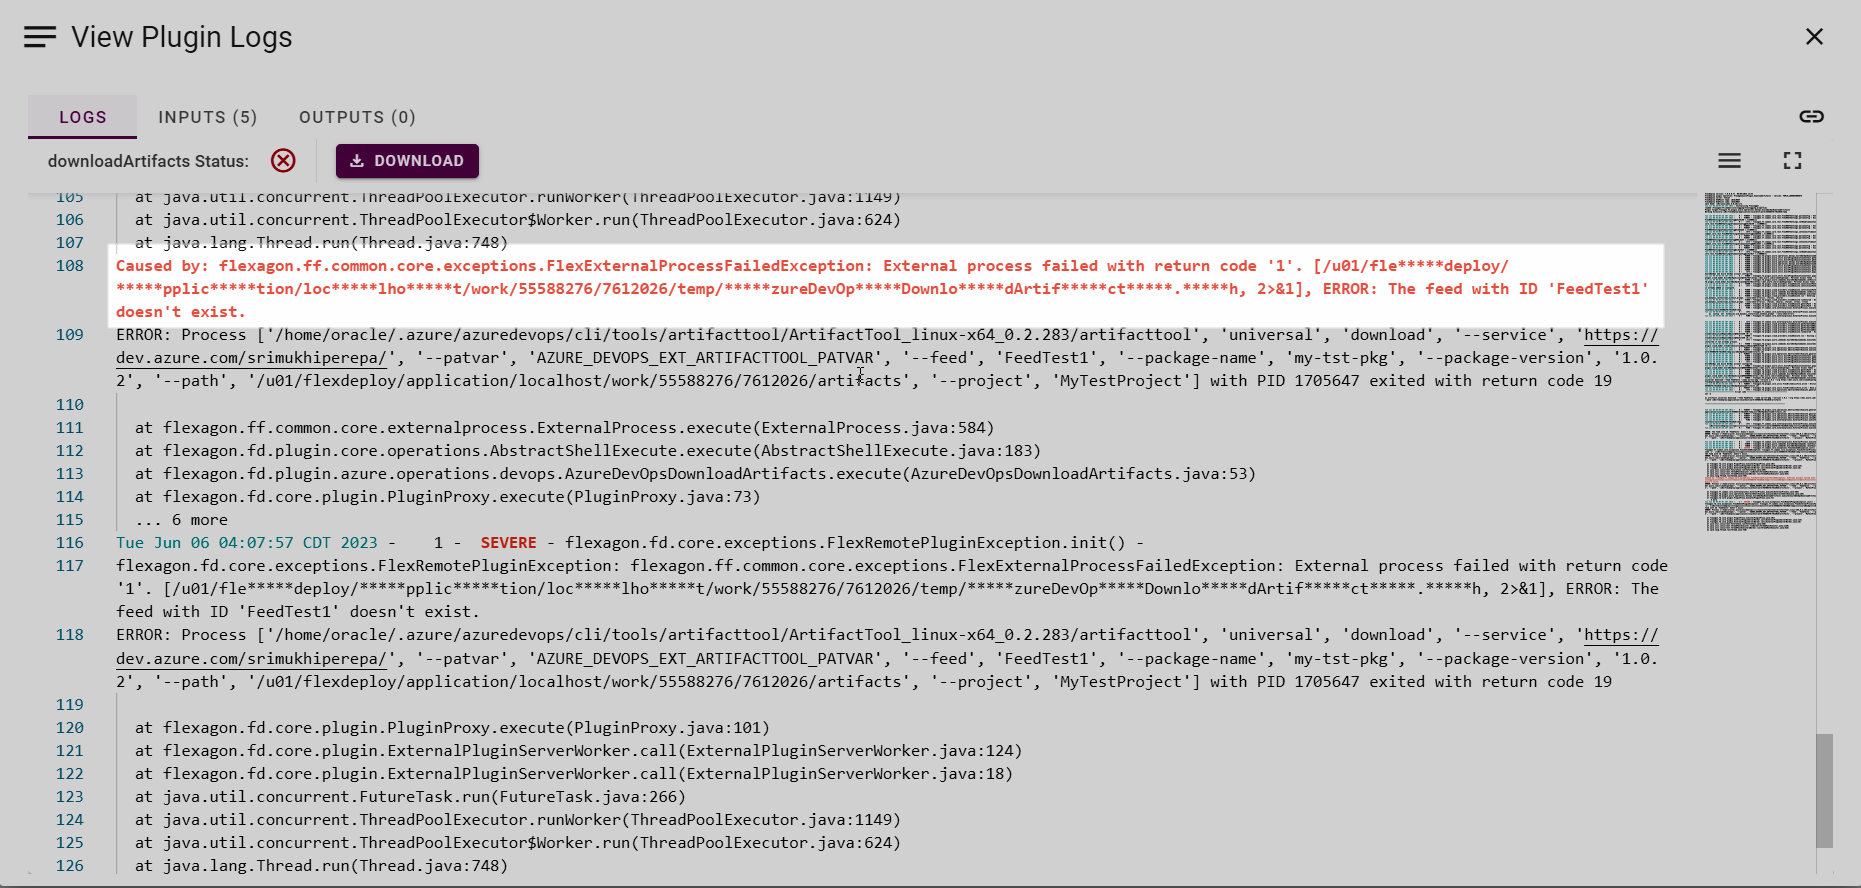 View Plugin Logs
LOGS
INPUTS (5)
OUTPUTS (0)
downloadArtifacts Status:
DOWNLOAD
105 at java.util.concurrent.ThreadPoolExecutor.runWorker(ThreadPoolExecutor.java:1149)
106 at java.util.concurrent.ThreadPoolExecutor$Worker.run(ThreadPoolExecutor.java:624)
107 at java.lang.Thread.run(Thread.java:748)
108 Caused by: flexagon.ff.common.core.exceptions.FlexExternalProcessFailedException: External process failed with return code '1'. [/u01/fle*****deploy/
*****pplic*****tion/loc*****lho*****t/work/55588276/7612026/temp/*****zureDevOp*****Downlo*****dArtif*****ct*****.*****h, 2>&1], ERROR: The feed with ID 'FeedTest1'
doesn't exist.
109 ERROR: Process ['/home/oracle/.azure/azuredevops/cli/tools/artifacttool/ArtifactTool_linux-x64_0.2.283/artifacttool', 'universal', 'download', '--service', 'https://
dev.azure.com/srimukhiperepa/', '--patvar', 'AZURE_DEVOPS_EXT_ARTIFACTTOOL_PATVAR', '--feed', 'FeedTest1', '--package-name', 'my-tst-pkg', '--package-version', '1.0.
2', '--path', '/u01/flexdeploy/application/localhost/work/55588276/7612026/artifacts', '--project', 'MyTestProject'] with PID 1705647 exited with return code 19
110
111 at flexagon.ff.common.core.externalprocess.ExternalProcess.execute(ExternalProcess.java:584)
112 at flexagon.fd.plugin.core.operations.AbstractShellExecute.execute(AbstractShellExecute.java:183)
113 at flexagon.fd.plugin.azure.operations.devops.AzureDevOpsDownloadArtifacts.execute(AzureDevOpsDownloadArtifacts.java:53)
114 at flexagon.fd.core.plugin.PluginProxy.execute(PluginProxy.java:73)
115 ... 6 more
116 Tue Jun 06 04:07:57 CDT 2023 - 1 - SEVERE - flexagon.fd.core.exceptions.FlexRemotePluginException.init() -
117 flexagon.fd.core.exceptions.FlexRemotePluginException: flexagon.ff.common.core.exceptions.FlexExternalProcessFailedException: External process failed with return code
'1'. [/u01/fle*****deploy/*****pplic*****tion/loc*****lho*****t/work/55588276/7612026/temp/*****zureDevOp*****Downlo*****dArtif*****ct*****.*****h, 2>&1], ERROR: The
feed with ID 'FeedTest1' doesn't exist.
118 ERROR: Process ['/home/oracle/.azure/azuredevops/cli/tools/artifacttool/ArtifactTool_linux-x64_0.2.283/artifacttool', 'universal', 'download', '--service', 'https://
dev.azure.com/srimukhiperepa/', '--patvar', 'AZURE_DEVOPS_EXT_ARTIFACTTOOL_PATVAR', '--feed', 'FeedTest1', '--package-name', 'my-tst-pkg', '--package-version', '1.0.
2', '--path', '/u01/flexdeploy/application/localhost/work/55588276/7612026/artifacts', '--project', 'MyTestProject'] with PID 1705647 exited with return code 19
119
120 at flexagon.fd.core.plugin.PluginProxy.execute(PluginProxy.java:101)
121 at flexagon.fd.core.plugin.ExternalPluginServerWorker.call(ExternalPluginServerWorker.java:124)
122 at flexagon.fd.core.plugin.ExternalPluginServerWorker.call(ExternalPluginServerWorker.java:18)
123 at java.util.concurrent.FutureTask.run(FutureTask.java:266)
124 at java.util.concurrent.ThreadPoolExecutor.runWorker(ThreadPoolExecutor.java:1149)
125 at java.util.concurrent.ThreadPoolExecutor$Worker.run(ThreadPoolExecutor.java:624)
126 at java.lang.Thread.run(Thread.java:748)